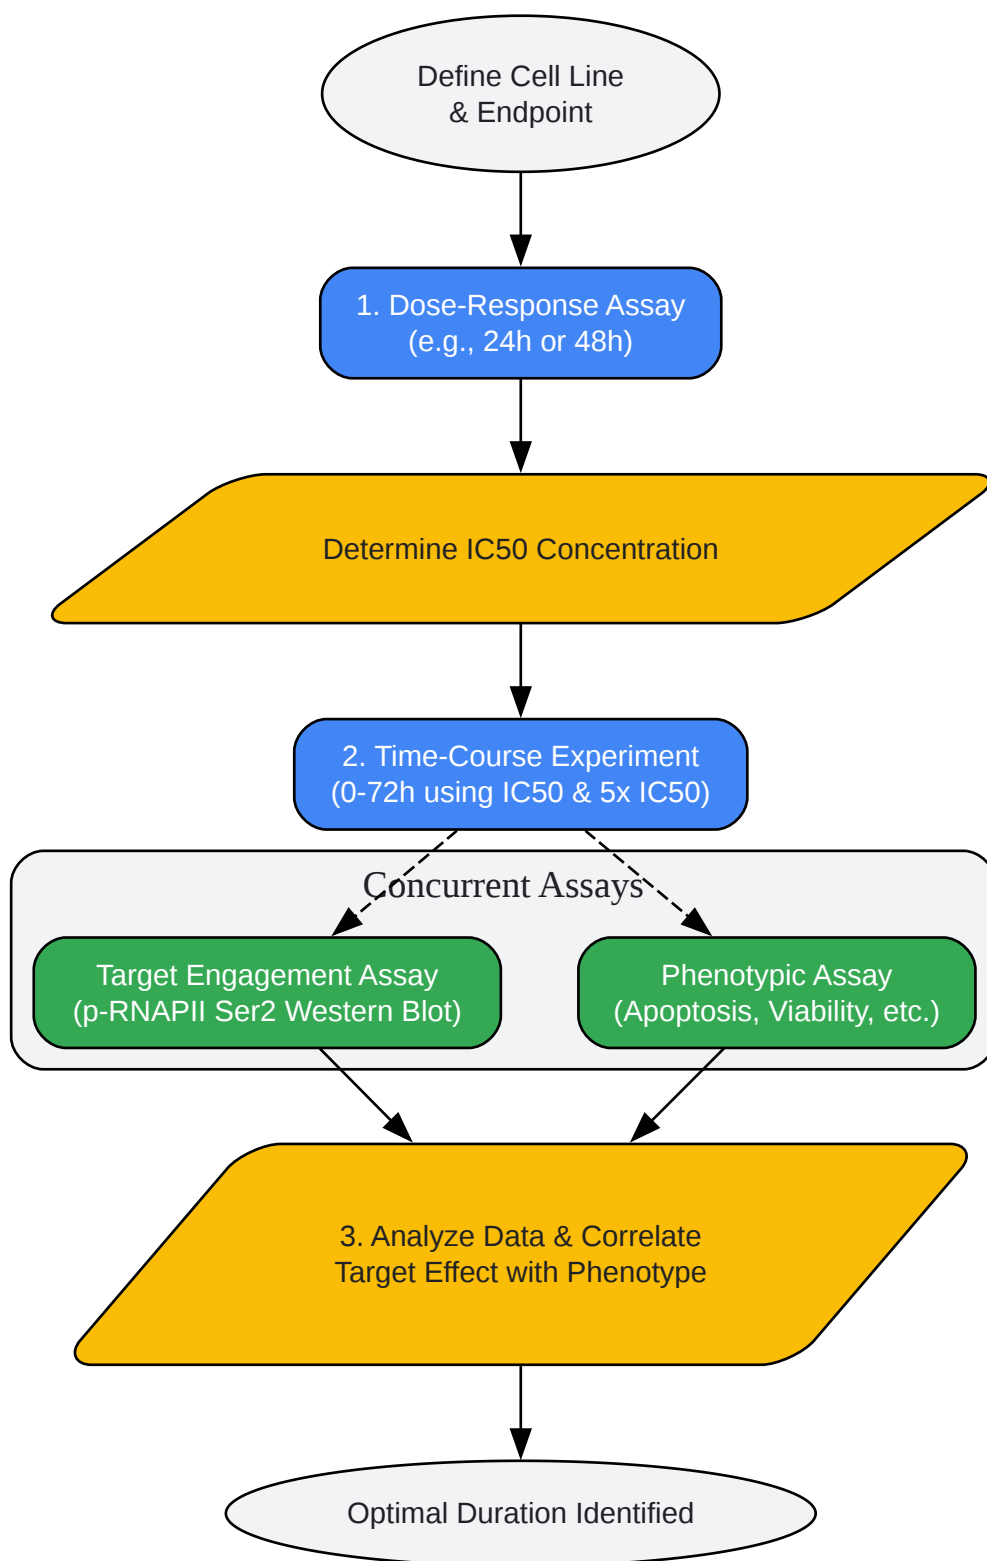 Define Cell Line
& Endpoint
1. Dose-Response Assay
(e.g., 24h or 48h)
Determine IC50 Concentration
2. Time-Course Experiment
(0-72h using IC50 & 5x IC50)
Concurrent Assays
Target Engagement Assay
(p-RNAPII Ser2 Western Blot)
Phenotypic Assay
(Apoptosis, Viability, etc.)
3. Analyze Data & Correlate
Target Effect with Phenotype
Optimal Duration Identified